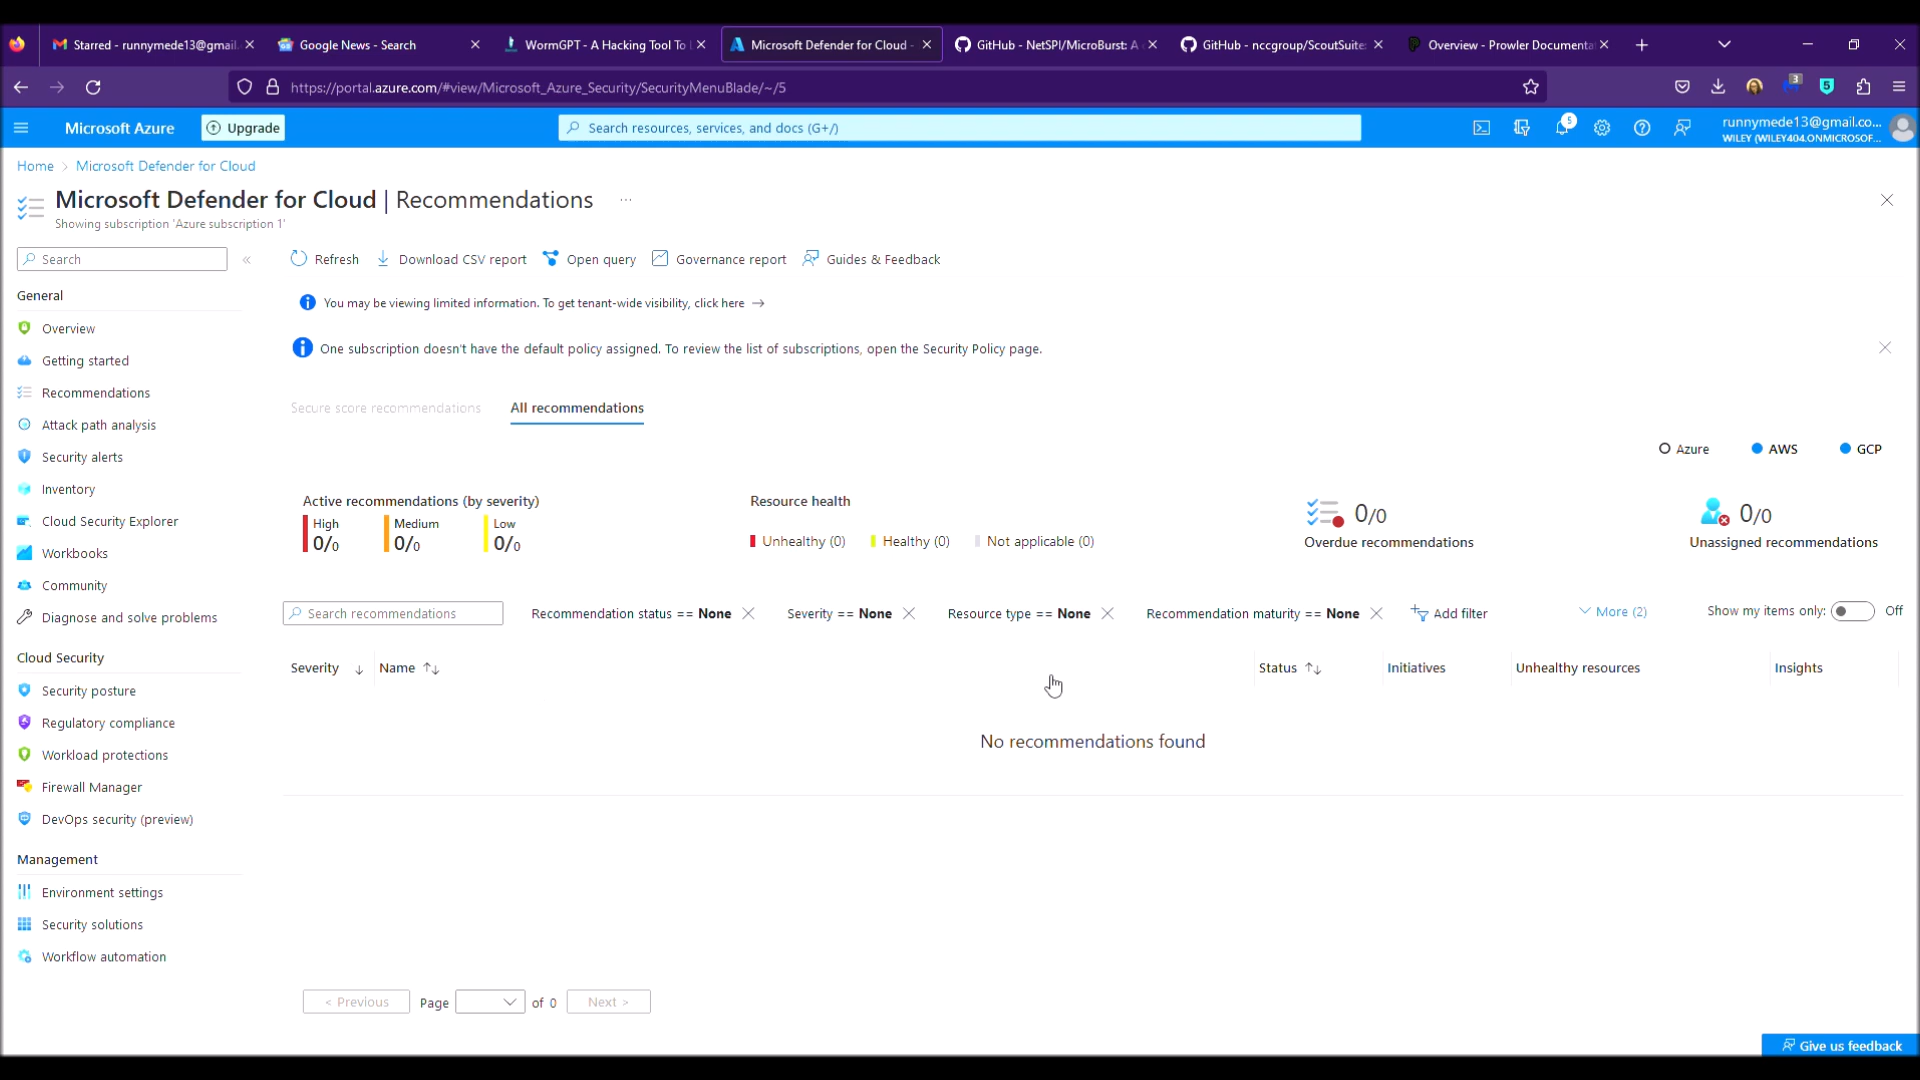 Starred - runnymede13@gmail.
Google News - Search
WormGPT - A Hacking Tool To
Microsoft Defender for Cloud -
GitHub - NetSPI/MicroBurst: A
GitHub - nccgroup/ScoutSuite:
Overview - Prowler Documenta
https://portal.azure.com/#view/Microsoft_Azure_Security/SecurityMenuBlade/~/5
3
5
Microsoft Azure
Upgrade
Search resources, services, and docs (G+/)
5
runnymede13@gmail.co...
WILEY (WILEY404.ONMICROSOF...
Home > Microsoft Defender for Cloud
Microsoft Defender for Cloud | Recommendations ...
Showing subscription 'Azure subscription 1'
Search
«
Refresh
Download CSV report
Open query
Governance report
Guides & Feedback
You may be viewing limited information. To get tenant-wide visibility, click here →
One subscription doesn't have the default policy assigned. To review the list of subscriptions, open the Security Policy page.
General
Overview
Getting started
Recommendations
Attack path analysis
Security alerts
Inventory
Cloud Security Explorer
Workbooks
Community
Diagnose and solve problems
Cloud Security
Security posture
Regulatory compliance
Workload protections
Firewall Manager
DevOps security (preview)
Management
Environment settings
Security solutions
Workflow automation
Secure score recommendations
All recommendations
Azure
AWS
GCP
Active recommendations (by severity)
High
0/0
Medium
0/0
Low
0/0
Resource health
Unhealthy (0)
Healthy (0)
Not applicable (0)
0/0
Overdue recommendations
0/0
Unassigned recommendations
Search recommendations
Recommendation status == None
Severity == None
Resource type == None
Recommendation maturity == None
Add filter
More (2)
Show my items only:
Off
Severity ↓
Name ↑↓
Status ↑↓
Initiatives
Unhealthy resources
Insights
No recommendations found
< Previous
Page
of 0
Next >
Give us feedback